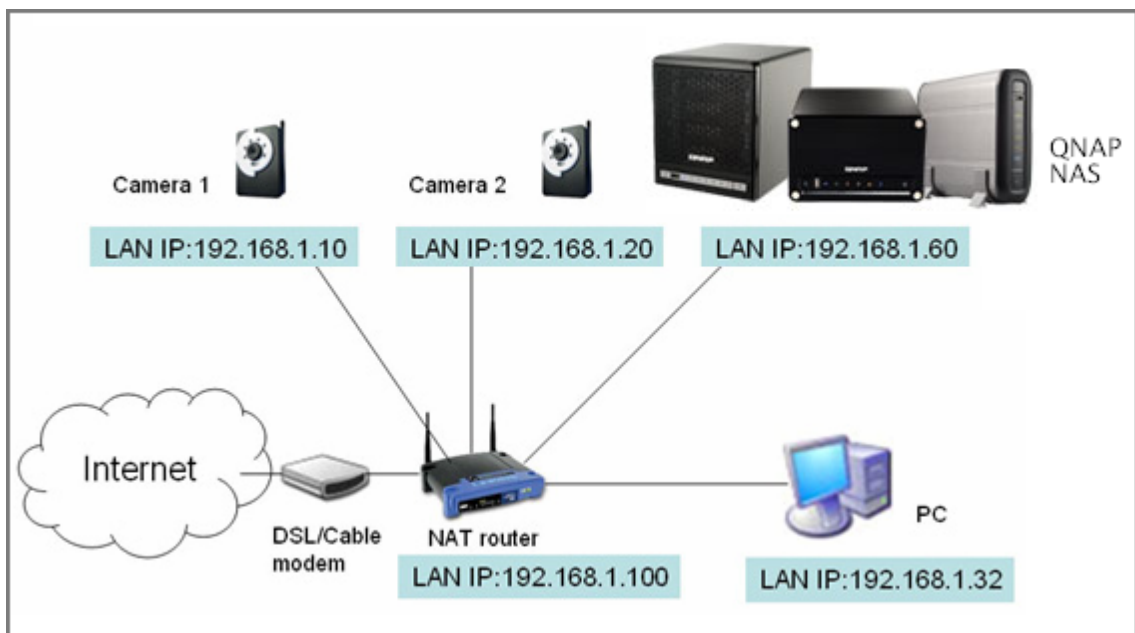 Camera 1
Camera 2
QNAP
NAS
LAN IP:192.168.1.10
LAN IP:192.168.1.20
LAN IP:192.168.1.60
Internet
DSL/Cable
modem
NAT router
PC
LAN IP:192.168.1.100
LAN IP:192.168.1.32